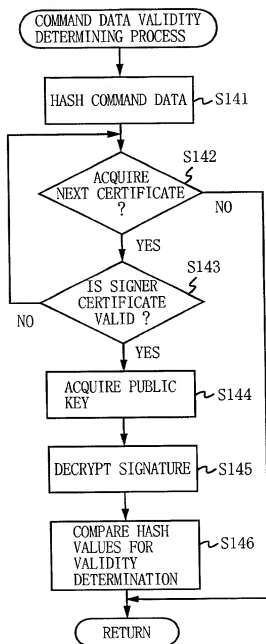 COMMAND DATA VALIDITY
DETERMINING PROCESS
HASH COMMAND DATA
S141
ACQUIRE
NEXT CERTIFICATE
?
S142
NO
YES
IS SIGNER
CERTIFICATE
VALID ?
S143
NO
YES
ACQUIRE PUBLIC
KEY
S144
DECRYPT SIGNATURE
S145
COMPARE HASH
VALUES FOR
VALIDITY
DETERMINATION
S146
RETURN